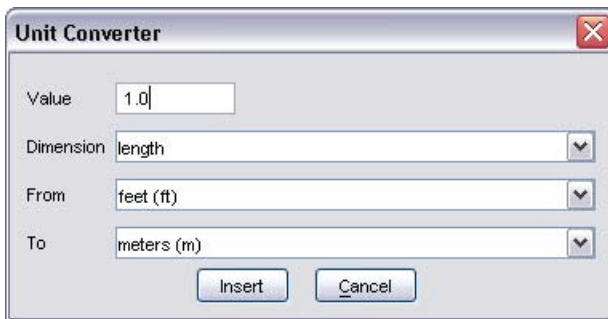 Unit Converter
Value 1.0
Dimension length
From feet (ft)
To meters (m)
Insert Cancel